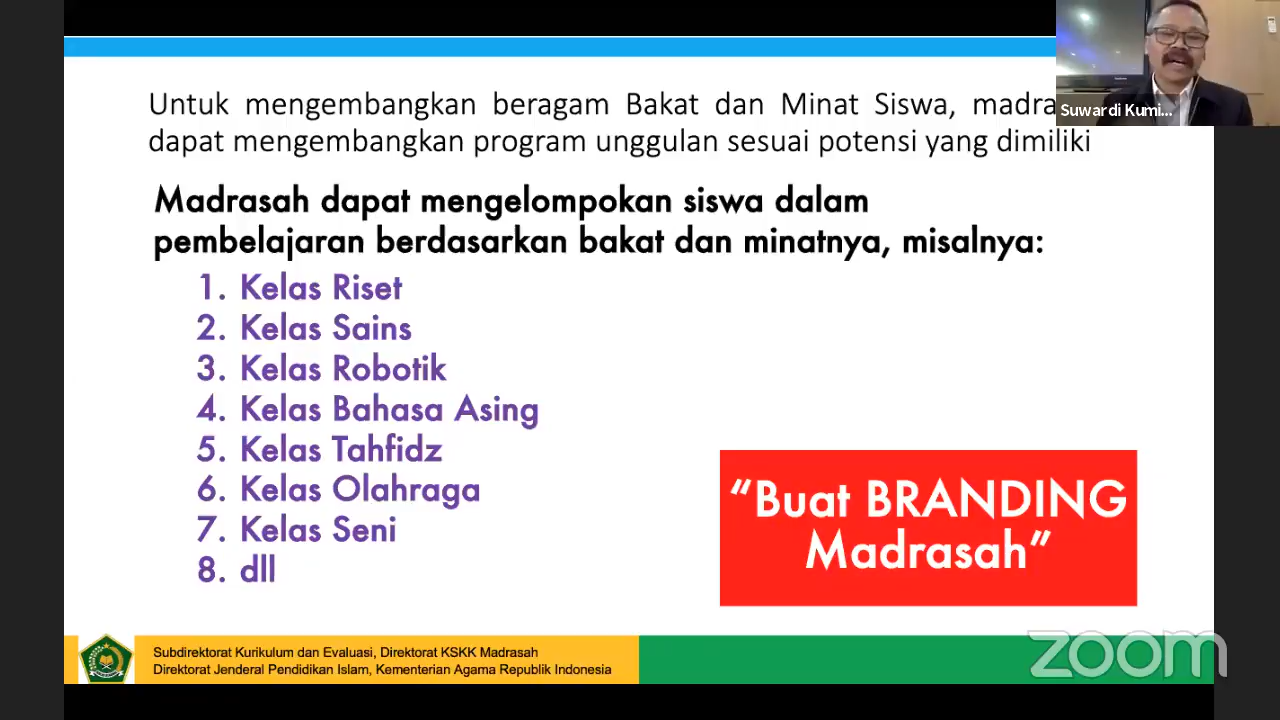 Untuk mengembangkan beragam Bakat dan Minat Siswa,
dapat mengembangkan program unggulan sesuai potensi yang dimiliki
Madrasah dapat mengelompokan siswa dalam
pembelajaran berdasarkan bakat dan minatnya, misalnya:
1. Kelas Riset
2. Kelas Sains
3. Kelas Robotik
4. Kelas Bahasa Asing
5. Kelas Tahfidz
6. Kelas Olahraga
7. Kelas Seni
8. dll
“Buat BRANDING
Madrasah”
Subdirektorat Kurikulum dan Evaluasi, Direktorat KSKK Madrasah
Direktorat Jenderal Pendidikan Islam, Kementerian Agama Republik Indonesia
Suwardi Kumi...
zoom